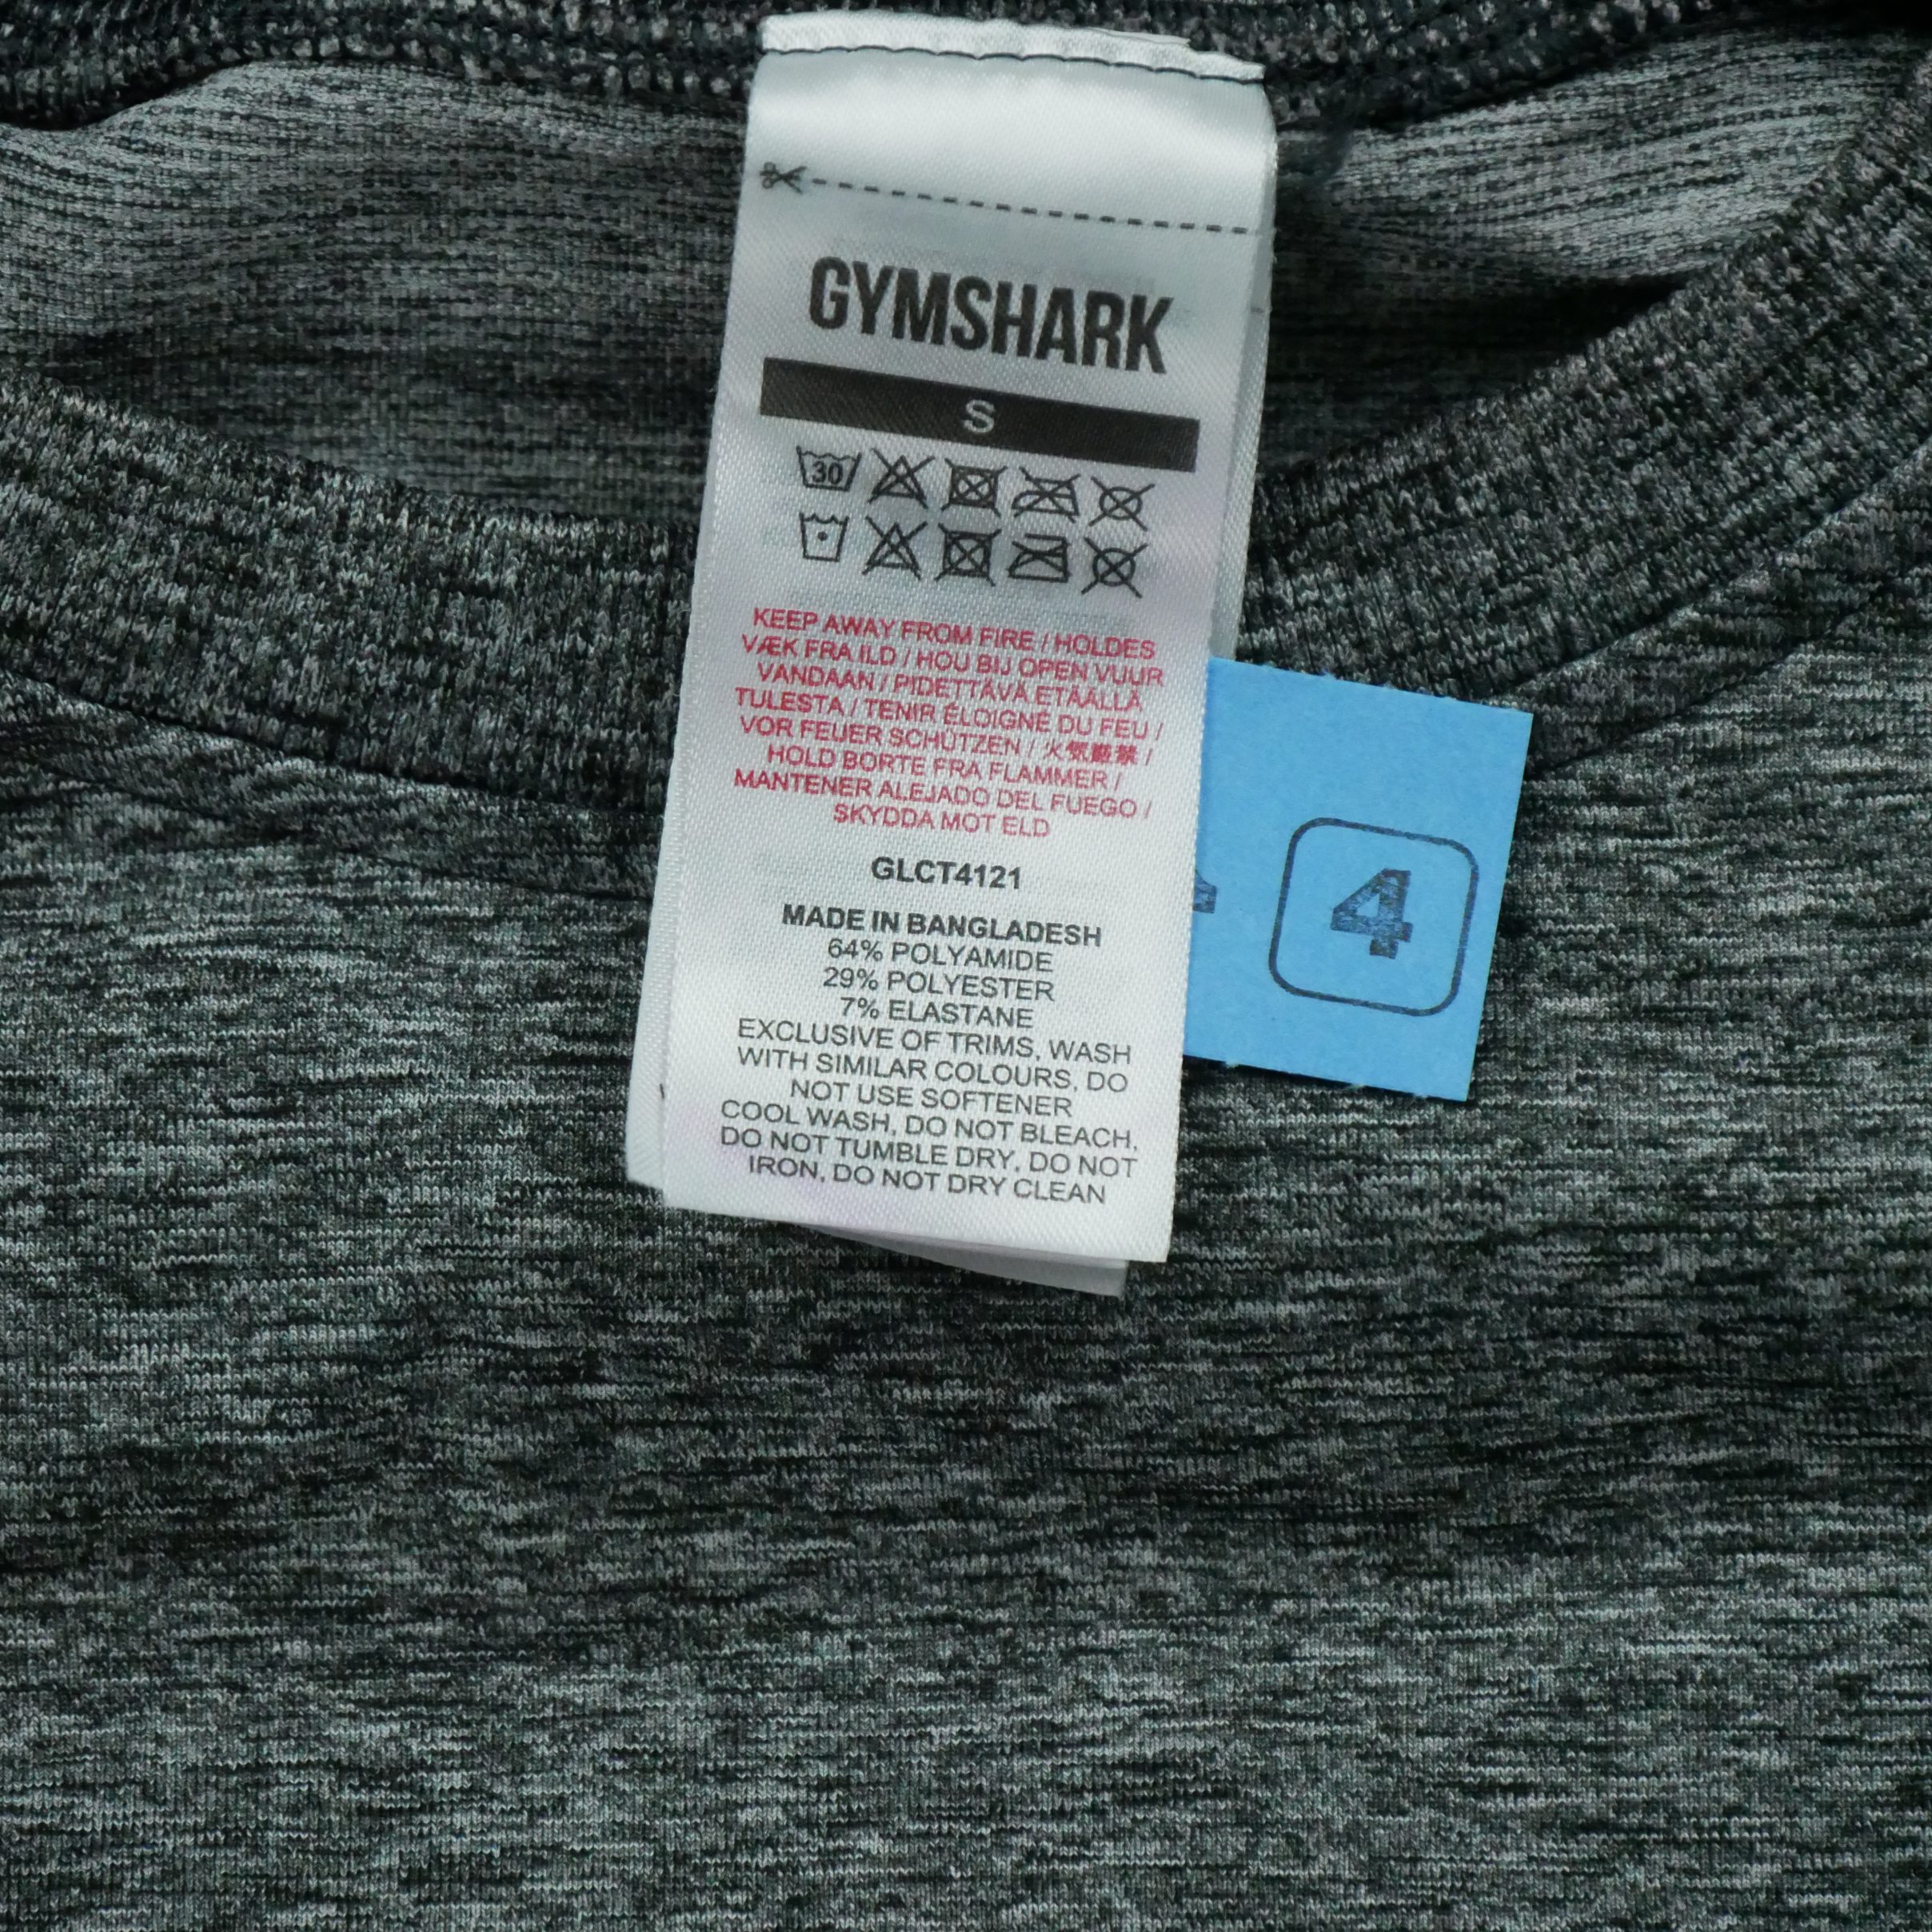 GYMSHARK
S
30
KEEP AWAY FROM FIRE / HOLDES
VÆK FRA ILD / HOU BIJ OPEN VUUR
VANDAAN / PIDETTÄVÄ ETÄÄLLÄ
TULESTA / TENIR ÉLOIGNÉ DU FEU /
VOR FEUER SCHÜTZEN / 火気厳禁 /
HOLD BORTE FRA FLAMMER /
MANTENER ALEJADO DEL FUEGO /
SKYDDA MOT ELD
GLCT4121
MADE IN BANGLADESH
64% POLYAMIDE
29% POLYESTER
7% ELASTANE
EXCLUSIVE OF TRIMS, WASH
WITH SIMILAR COLOURS, DO
NOT USE SOFTENER
COOL WASH, DO NOT BLEACH,
DO NOT TUMBLE DRY, DO NOT
IRON, DO NOT DRY CLEAN
4